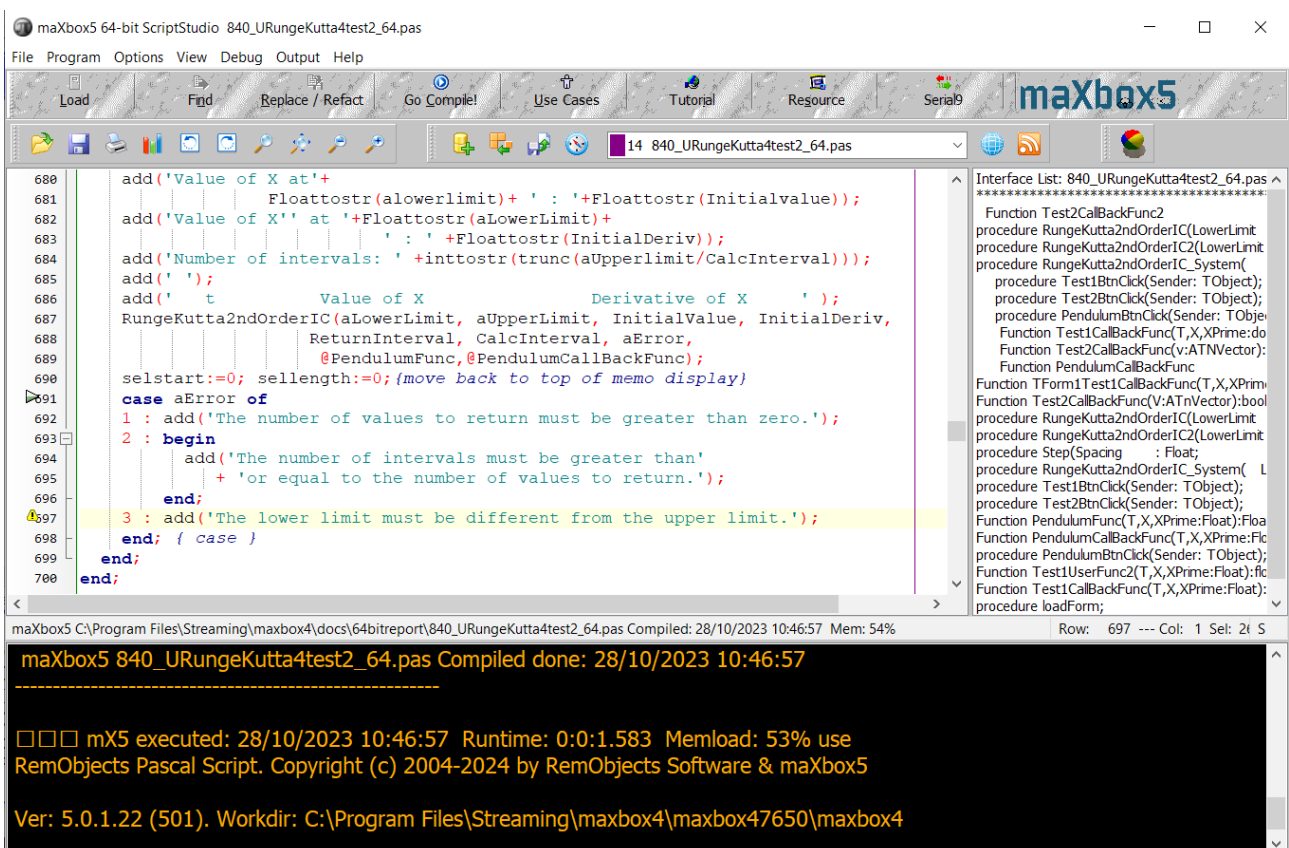 maXbox5 64-bit ScriptStudio 840_URungeKutta4test2_64.pas
File Program Options View Debug Output Help
Load Find Replace / Refact Go Compile! Use Cases Tutorial Resource Serial9 maXbox5
14 840_URungeKutta4test2_64.pas
680 add('Value of X at'+
681 Floattostr(alowerlimit)+ ' : '+Floattostr(Initialvalue));
682 add('Value of X'' at '+Floattostr(aLowerLimit)+
683 ' : ' +Floattostr(InitialDeriv));
684 add('Number of intervals: ' +inttostr(trunc(aUpperlimit/CalcInterval)));
685 add(' ');
686 add(' t Value of X Derivative of X ' );
687 RungeKutta2ndOrderIC(aLowerLimit, aUpperLimit, InitialValue, InitialDeriv,
688 ReturnInterval, CalcInterval, aError,
689 @PendulumFunc,@PendulumCallBackFunc);
690 selstart:=0; sellength:=0;{move back to top of memo display}
691 case aError of
692 1 : add('The number of values to return must be greater than zero.');
693 2 : begin
694 add('The number of intervals must be greater than'
695 + 'or equal to the number of values to return.');
696 end;
697 3 : add('The lower limit must be different from the upper limit.');
698 end; { case }
699 end;
700 end;
Interface List: 840_URungeKutta4test2_64.pas
****************************************
Function Test2CallBackFunc2
procedure RungeKutta2ndOrderIC(LowerLimit
procedure RungeKutta2ndOrderIC2(LowerLimit
procedure RungeKutta2ndOrderIC_System(
procedure Test1BtnClick(Sender: TObject);
procedure Test2BtnClick(Sender: TObject);
procedure PendulumBtnClick(Sender: TObje
Function Test1CallBackFunc(T,X,XPrime:do
Function Test2CallBackFunc(v:ATNVector):
Function PendulumCallBackFunc
Function TForm1Test1CallBackFunc(T,X,XPrim
Function Test2CallBackFunc(V:ATnVector):bool
procedure RungeKutta2ndOrderIC(LowerLimit
procedure RungeKutta2ndOrderIC2(LowerLimit
procedure Step(Spacing : Float;
procedure RungeKutta2ndOrderIC_System( L
procedure Test1BtnClick(Sender: TObject);
procedure Test2BtnClick(Sender: TObject);
Function PendulumFunc(T,X,XPrime:Float):Floa
Function PendulumCallBackFunc(T,X,XPrime:Flo
procedure PendulumBtnClick(Sender: TObject);
Function Test1UserFunc2(T,X,XPrime:Float):flo
Function Test1CallBackFunc(T,X,XPrime:Float):
procedure loadForm;
maXbox5 C:\Program Files\Streaming\maxbox4\docs\64bitreport\840_URungeKutta4test2_64.pas Compiled: 28/10/2023 10:46:57 Mem: 54% Row: 697 --- Col: 1 Sel: 26 S
maXbox5 840_URungeKutta4test2_64.pas Compiled done: 28/10/2023 10:46:57
--------------------------------------------------------
□□□ mX5 executed: 28/10/2023 10:46:57 Runtime: 0:0:1.583 Memload: 53% use
RemObjects Pascal Script. Copyright (c) 2004-2024 by RemObjects Software & maXbox5
Ver: 5.0.1.22 (501). Workdir: C:\Program Files\Streaming\maxbox4\maxbox47650\maxbox4